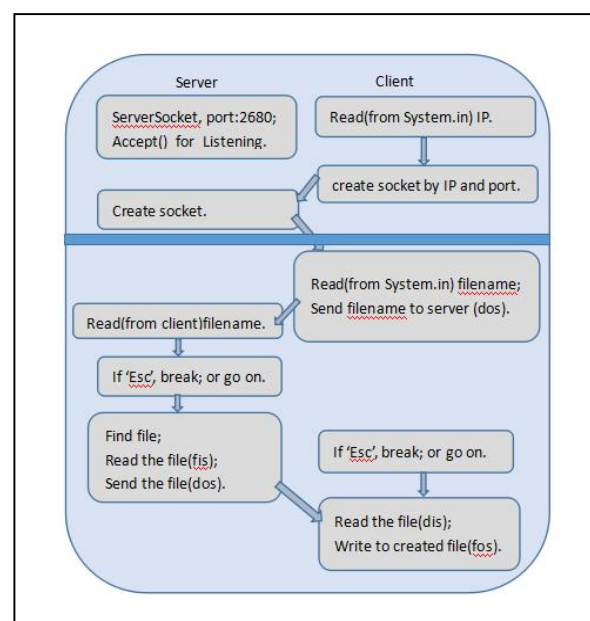 Server
Client
ServerSocket, port:2680;
Accept() for Listening.
Read(from System.in) IP.
create socket by IP and port.
Create socket.
Read(from System.in) filename;
Send filename to server (dos).
Read(from client)filename.
If ‘Esc’, break; or go on.
Find file;
Read the file(fis);
Send the file(dos).
If ‘Esc’, break; or go on.
Read the file(dis);
Write to created file(fos).